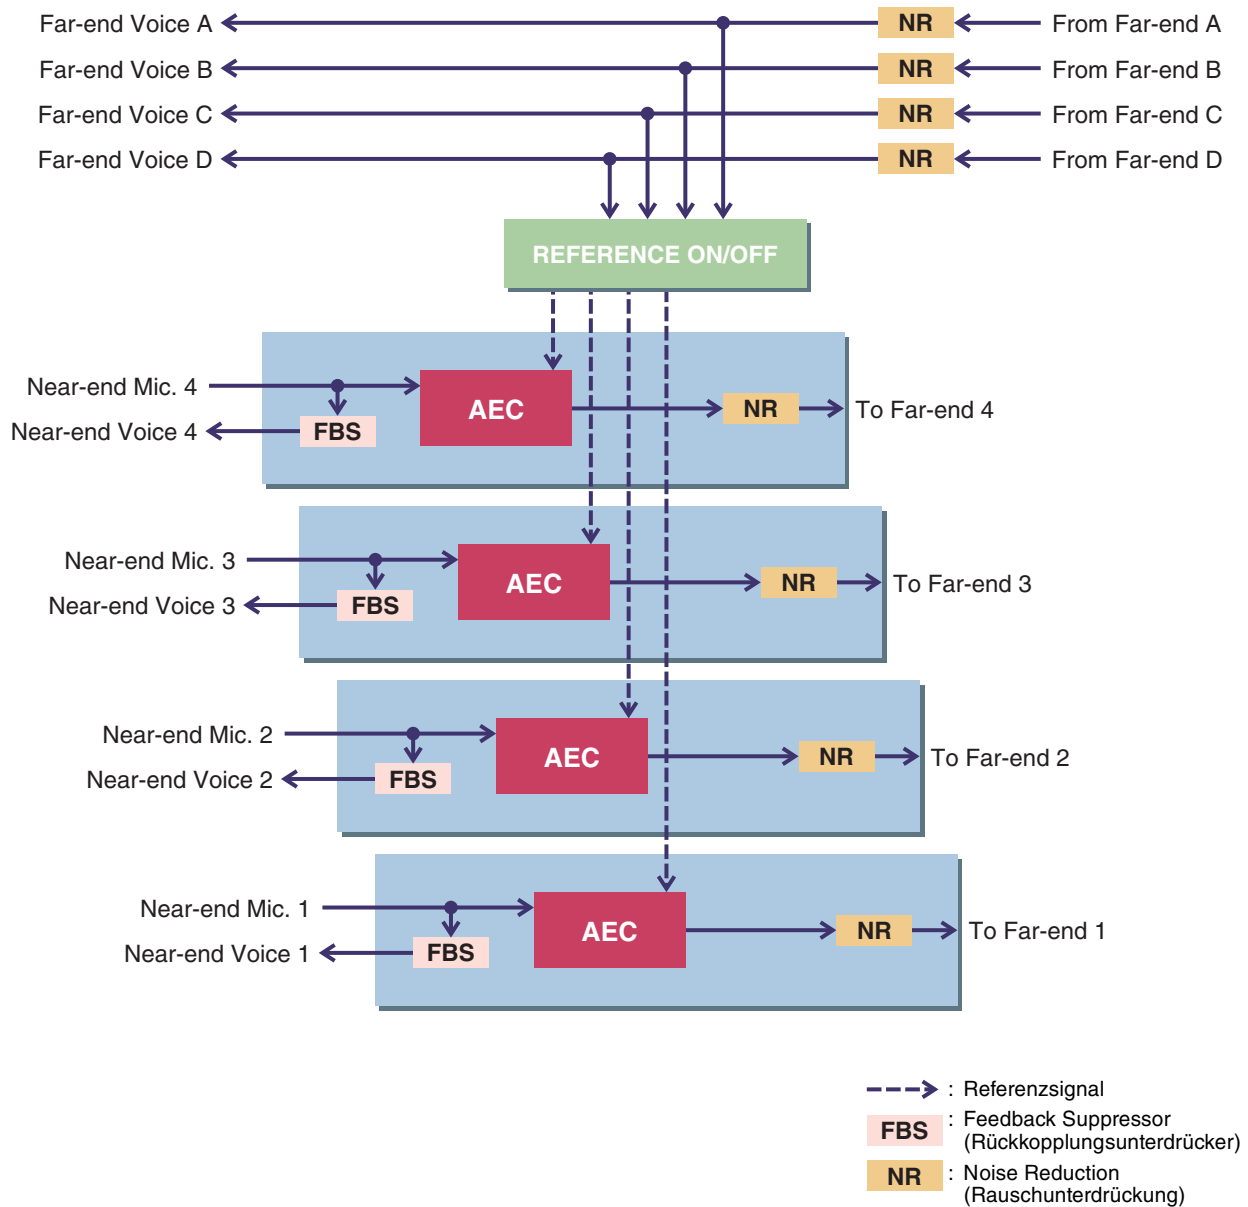 Far-end Voice A NR From Far-end A
Far-end Voice B NR From Far-end B
Far-end Voice C NR From Far-end C
Far-end Voice D NR From Far-end D
REFERENCE ON/OFF
Near-end Mic. 4
AEC NR To Far-end 4
Near-end Voice 4 FBS
Near-end Mic. 3
AEC NR To Far-end 3
Near-end Voice 3 FBS
Near-end Mic. 2
AEC NR To Far-end 2
Near-end Voice 2 FBS
Near-end Mic. 1
AEC NR To Far-end 1
Near-end Voice 1 FBS
: Referenzsignal
FBS : Feedback Suppressor
(Rückkopplungsunterdrücker)
NR : Noise Reduction
(Rauschunterdrückung)